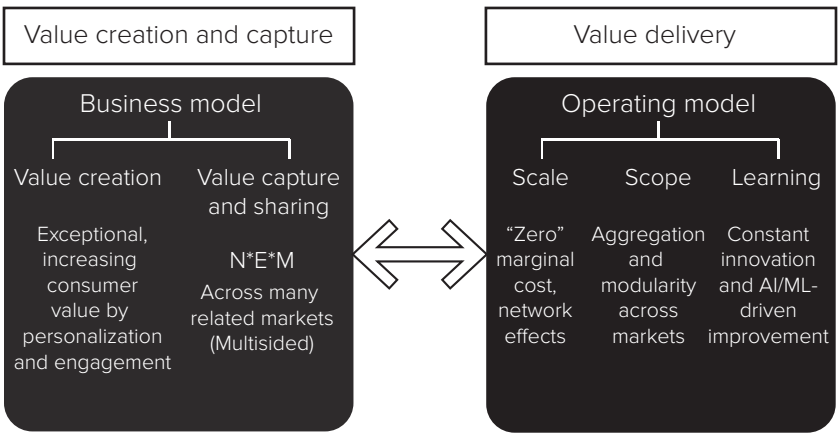 Value creation and capture
Value delivery
Business model
Value creation
Value capture
and sharing
Exceptional,
increasing
consumer
value by
personalization
and engagement
N*E*M
Across many
related markets
(Multisided)
Operating model
Scale
Scope
Learning
“Zero”
marginal
cost,
network
effects
Aggregation
and
modularity
across
markets
Constant
innovation
and AI/ML-
driven
improvement